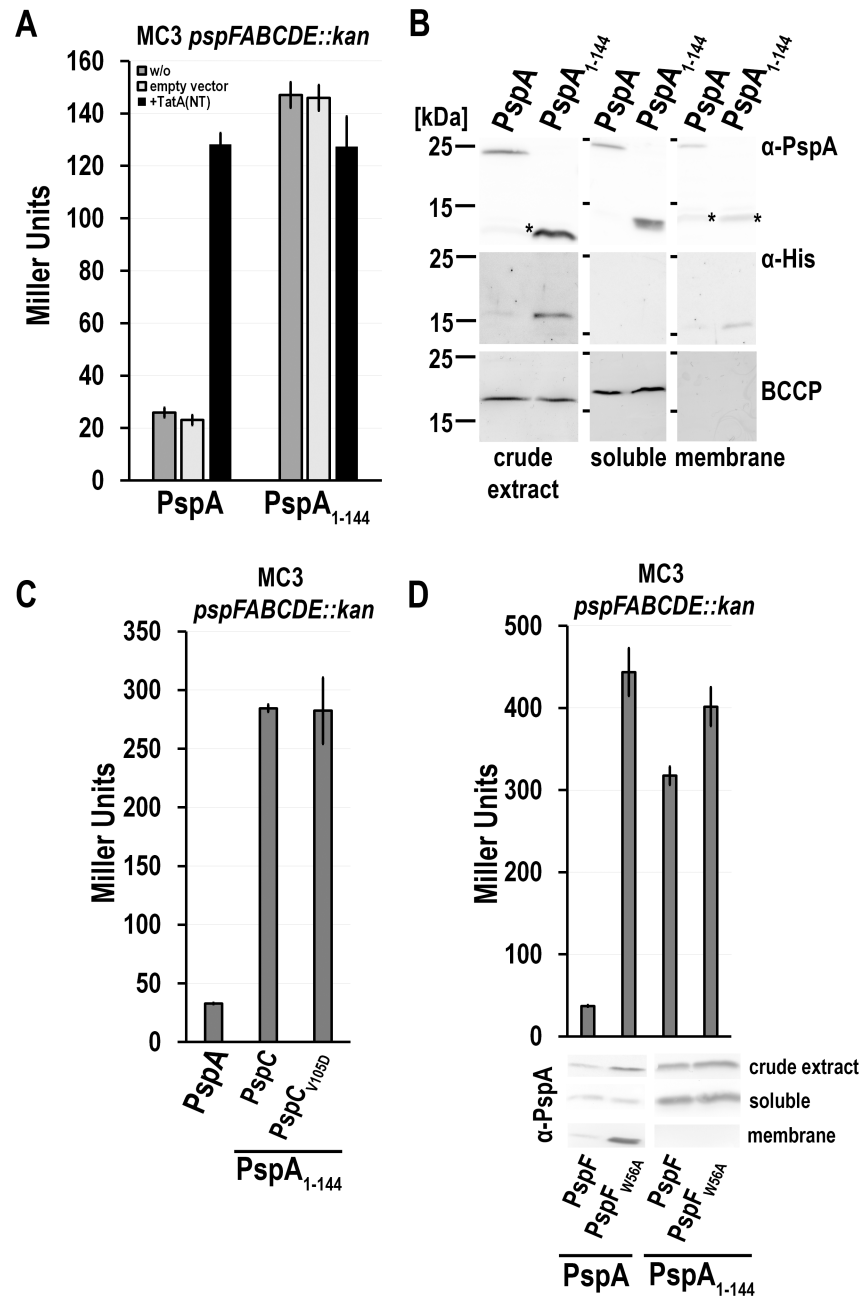 A
MC3 pspFABCDE::kan
160
140
120
100
80
60
40
20
0
Miller Units
w/o
empty vector
+TatA(NT)
PspA
PspA1-144
B
PspA
PspA1-144
PspA
PspA1-144
PspA
PspA1-144
[kDa]
25
15
α-PspA
*
*
*
25
15
α-His
25
15
BCCP
crude extract
soluble
membrane
C
MC3
pspFABCDE::kan
350
300
250
200
150
100
50
0
Miller Units
PspA
PspC
PspCV105D
PspA1-144
D
MC3
pspFABCDE::kan
500
400
300
200
100
0
Miller Units
α-PspA
crude extract
soluble
membrane
PspF
PspFW56A
PspF
PspFW56A
PspA
PspA1-144